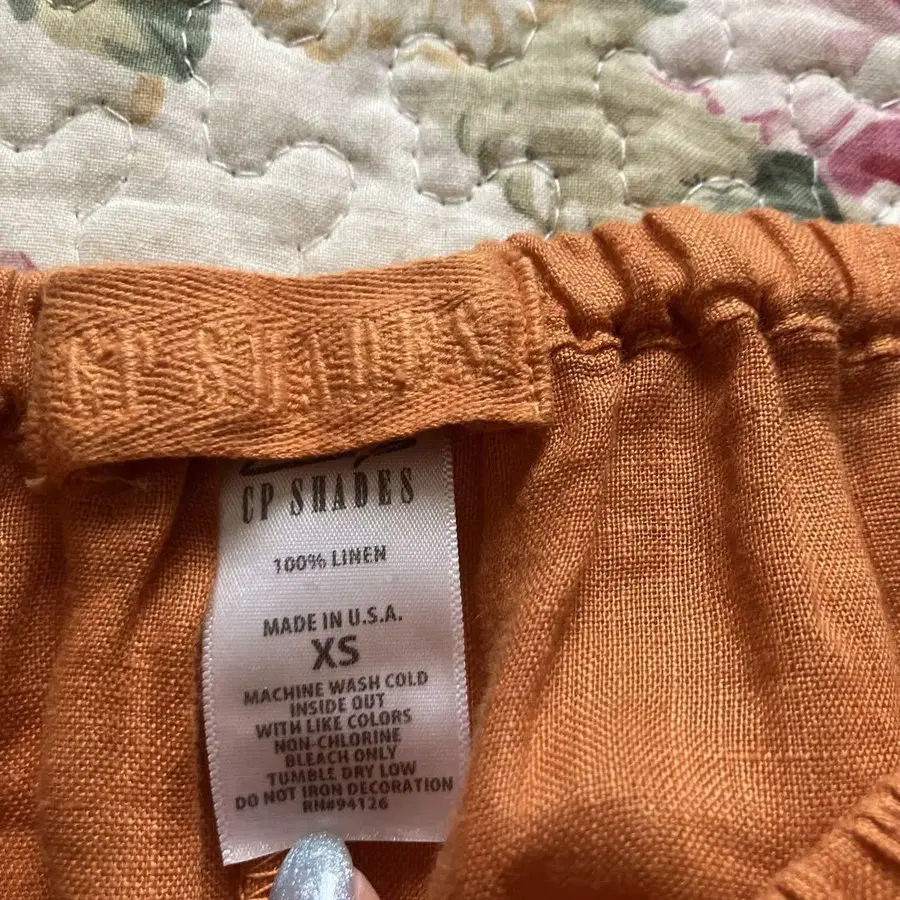 CP SHADES
CP SHADES
100% LINEN
MADE IN U.S.A.
XS
MACHINE WASH COLD
INSIDE OUT
WITH LIKE COLORS
NON-CHLORINE
BLEACH ONLY
TUMBLE DRY LOW
DO NOT IRON DECORATION
RN#94126